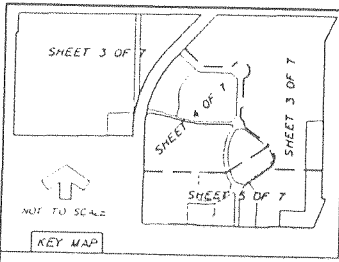 SHEET 3 OF 7
SHEET 4 OF 7
SHEET 3 OF 7
SHEET 5 OF 7
NOT TO SCALE
KEY MAP